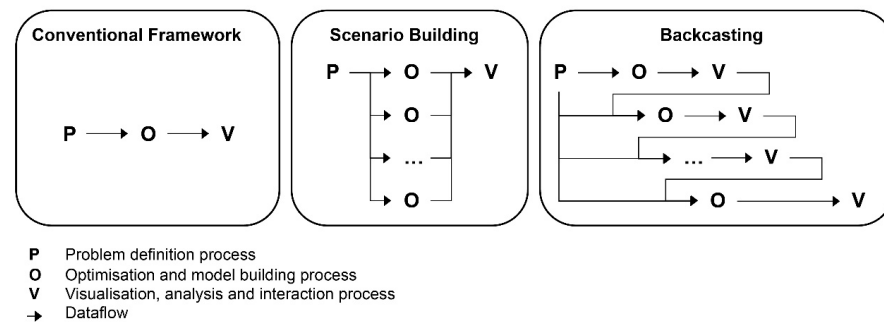 Conventional Framework
P O V
Scenario Building
P O V
O
...
O
Backcasting
P O V
O V
... V
O V
P Problem definition process
O Optimisation and model building process
V Visualisation, analysis and interaction process
→ Dataflow